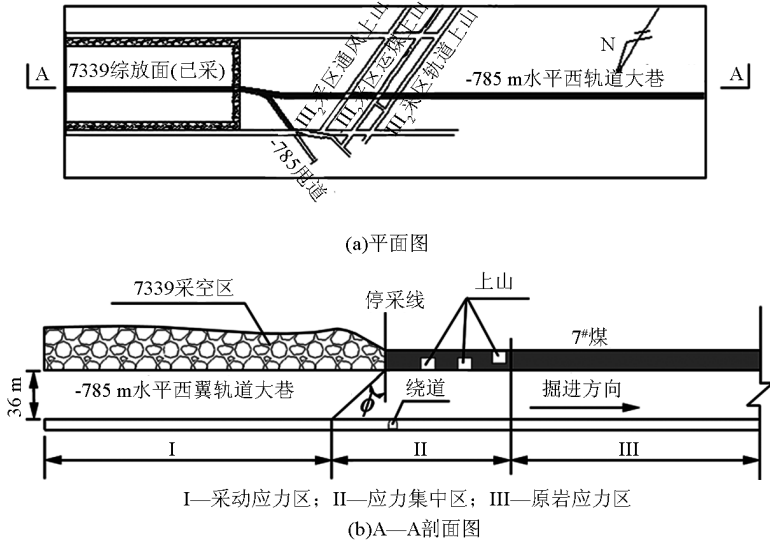 III₂采区通风上山
III₂采区运煤上山
III₂采区轨道上山
N
A
7339综放面(已采)
-785 m水平西轨道大巷
A
-785甩道
(a)平面图
7339采空区
停采线
上山
7#煤
36 m
-785 m水平西翼轨道大巷
ϕ
绕道
掘进方向
I
II
III
I—采动应力区；II—应力集中区；III—原岩应力区
(b)A—A剖面图